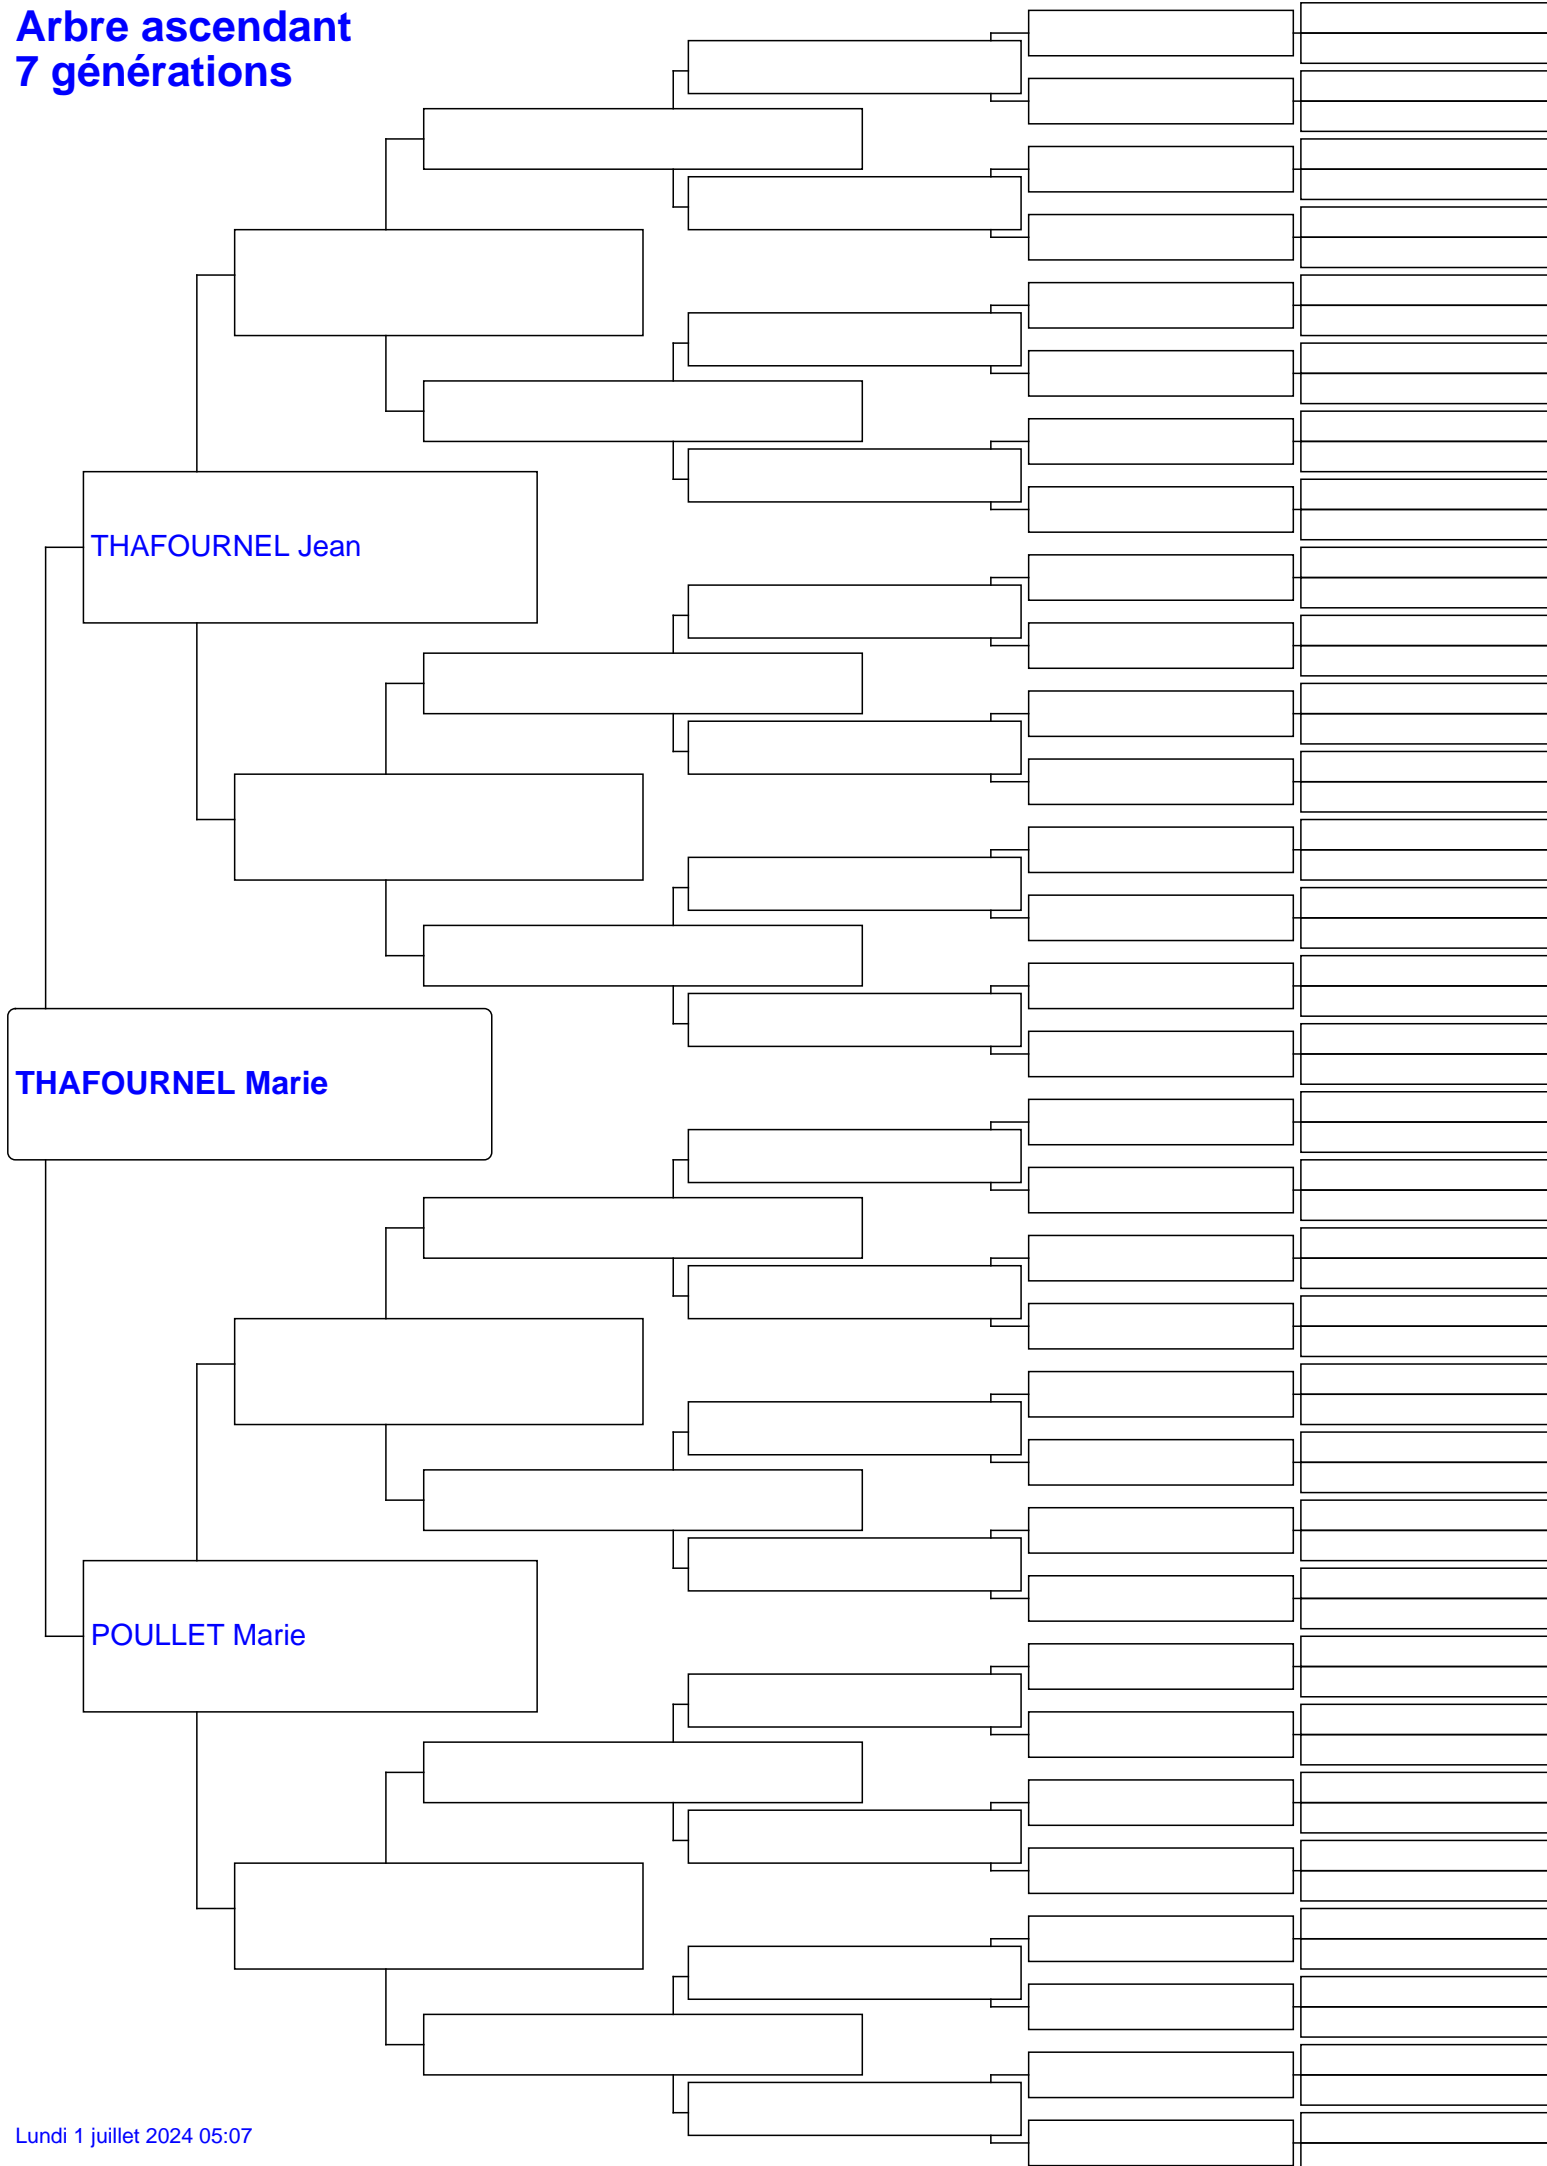 Arbre ascendant
7 générations
THAFOURNEL Jean
THAFOURNEL Marie
POULLET Marie
Lundi 1 juillet 2024 05:07